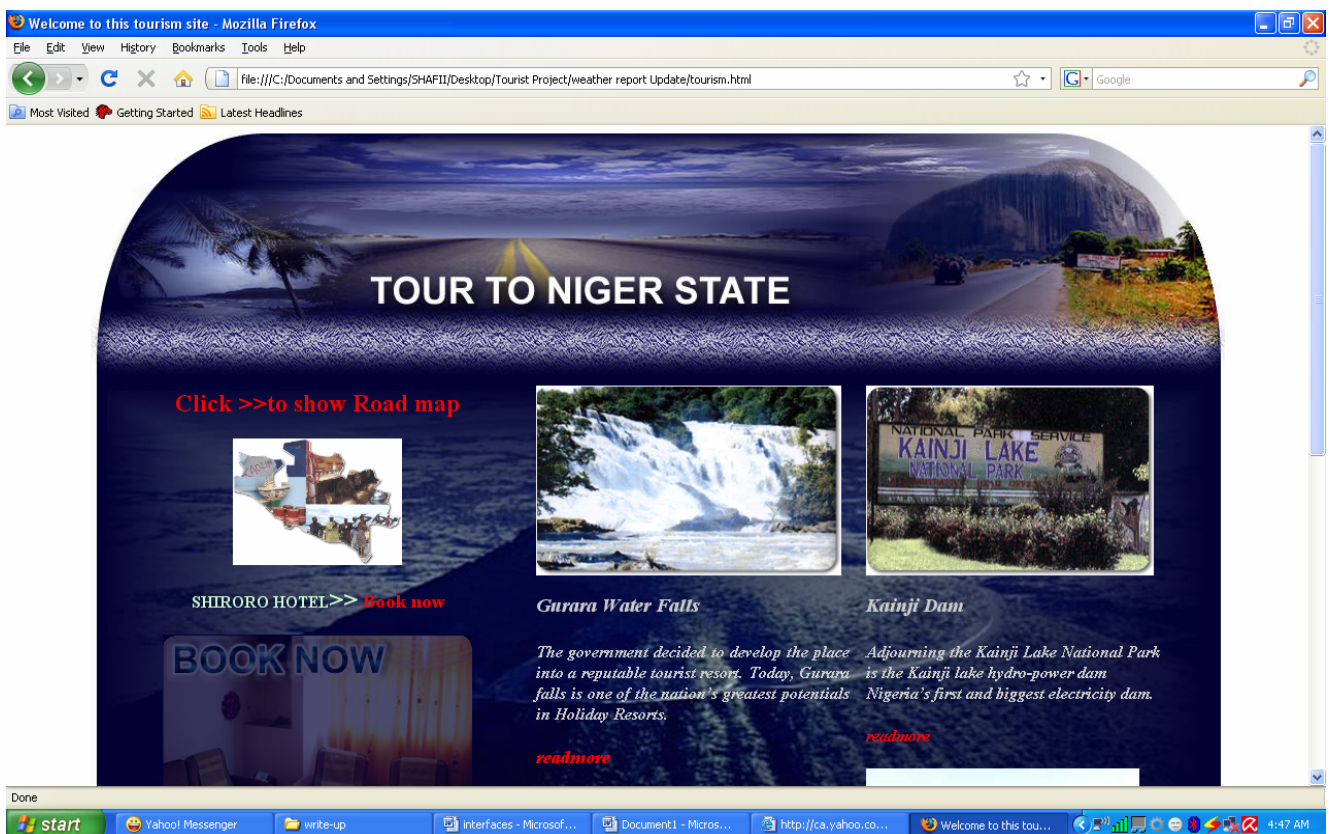 Welcome to this tourism site - Mozilla Firefox
File Edit View History Bookmarks Tools Help
file:///C:/Documents and Settings/SHAFII/Desktop/Tourist Project/weather report Update/tourism.html
G Google
Most Visited Getting Started Latest Headlines
TOUR TO NIGER STATE
Click >>to show Road map
SHIRORO HOTEL>> Book now
BOOK NOW
NATIONAL PARK SERVICE
KAINJI LAKE
NATIONAL PARK
Gurara Water Falls
The government decided to develop the place
into a reputable tourist resort. Today, Gurara
falls is one of the nation's greatest potentials
in Holiday Resorts.
readmore
Kainji Dam
Adjourning the Kainji Lake National Park
is the Kainji lake hydro-power dam
Nigeria's first and biggest electricity dam.
readmore
Done
start Yahoo! Messenger write-up interfaces - Microsof... Document1 - Micros... http://ca.yahoo.co... Welcome to this tou... 4:47 AM